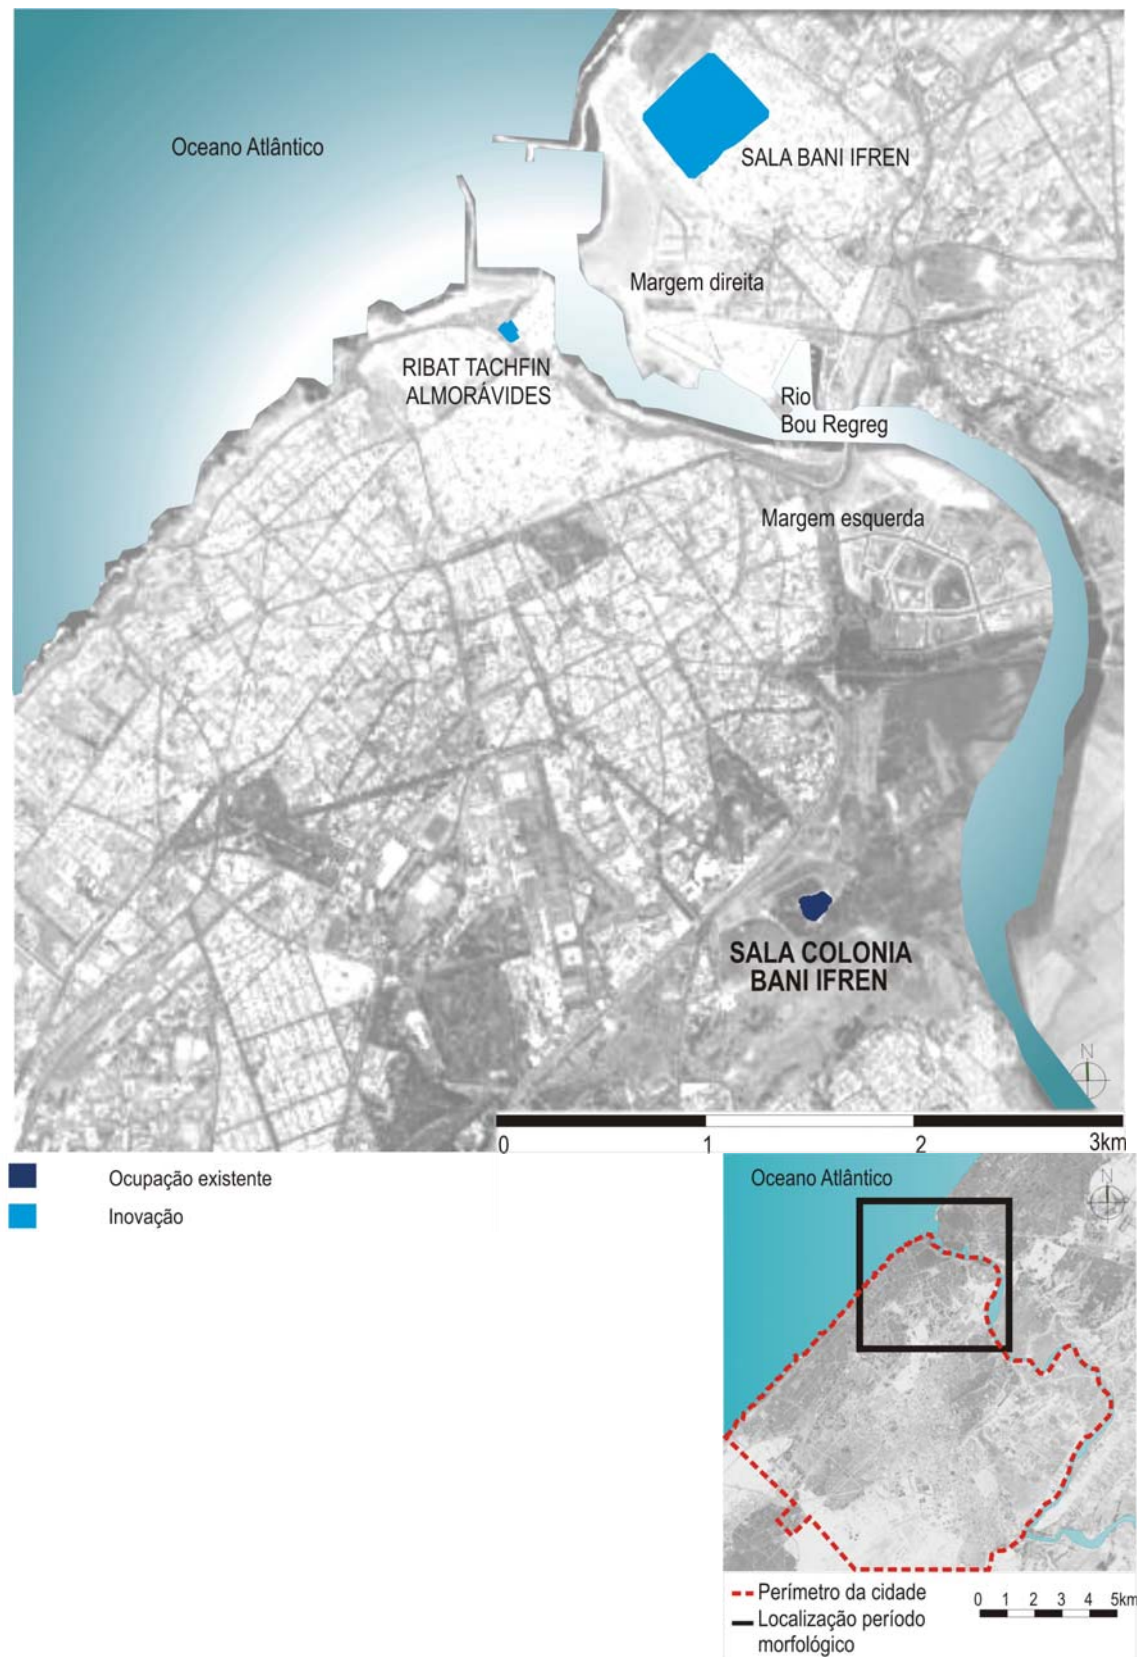 Oceano Atlântico
SALA BANI IFREN
Margem direita
RIBAT TACHFIN
ALMORÁVIDES
Rio
Bou Regreg
Margem esquerda
SALA COLONIA
BANI IFREN
N
0 1 2 3km
Ocupação existente
Inovação
Oceano Atlântico
N
Perímetro da cidade
0 1 2 3 4 5km
Localização período
morfológico